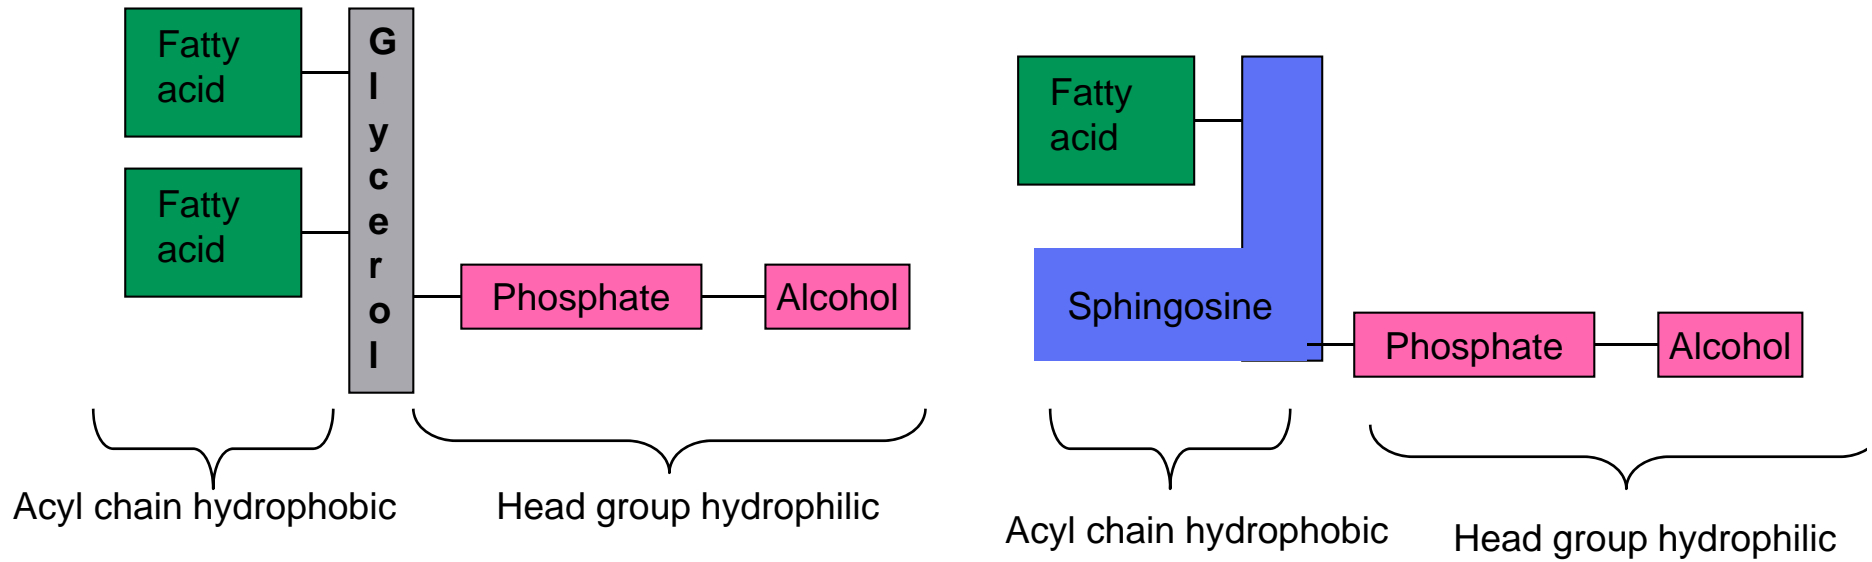 Fatty
acid
Glycerol
Fatty
acid
Phosphate
Alcohol
Acyl chain hydrophobic
Head group hydrophilic
Fatty
acid
Sphingosine
Phosphate
Alcohol
Acyl chain hydrophobic
Head group hydrophilic